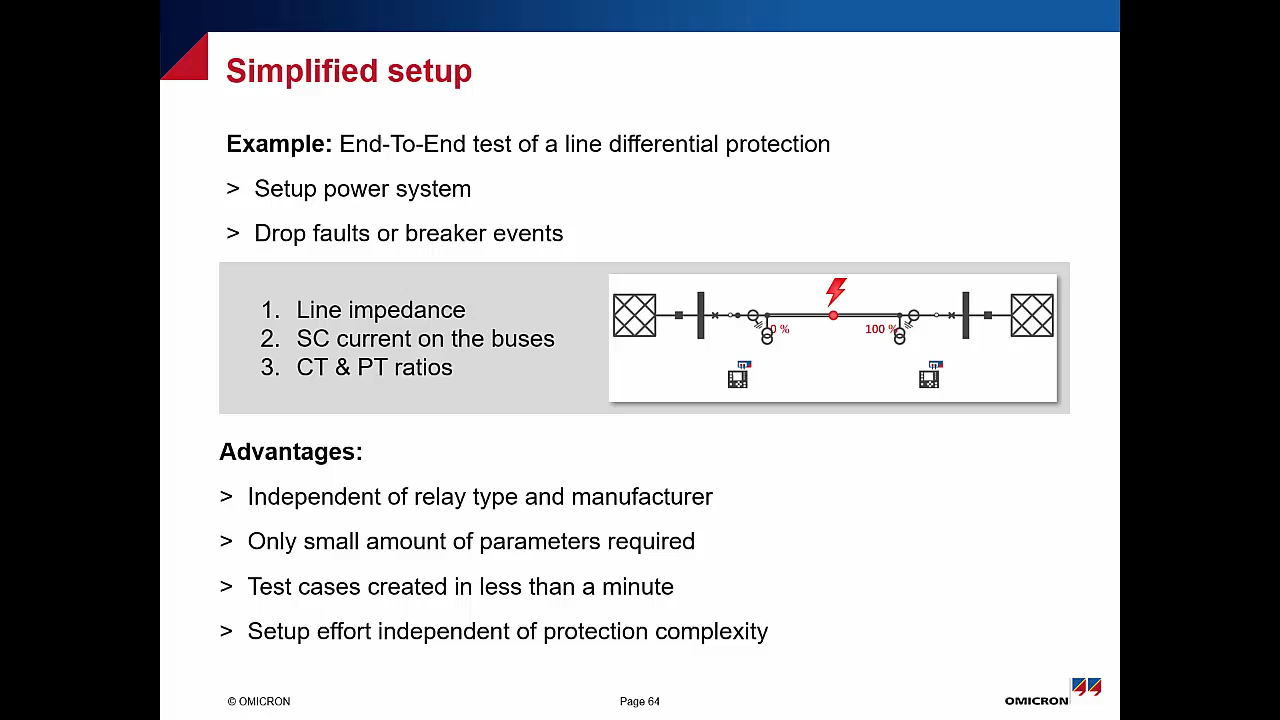 Simplified setup
Example: End-To-End test of a line differential protection
> Setup power system
> Drop faults or breaker events
1. Line impedance
2. SC current on the buses
3. CT & PT ratios
0 %
100 %
Advantages:
> Independent of relay type and manufacturer
> Only small amount of parameters required
> Test cases created in less than a minute
> Setup effort independent of protection complexity
© OMICRON
Page 64
OMICRON